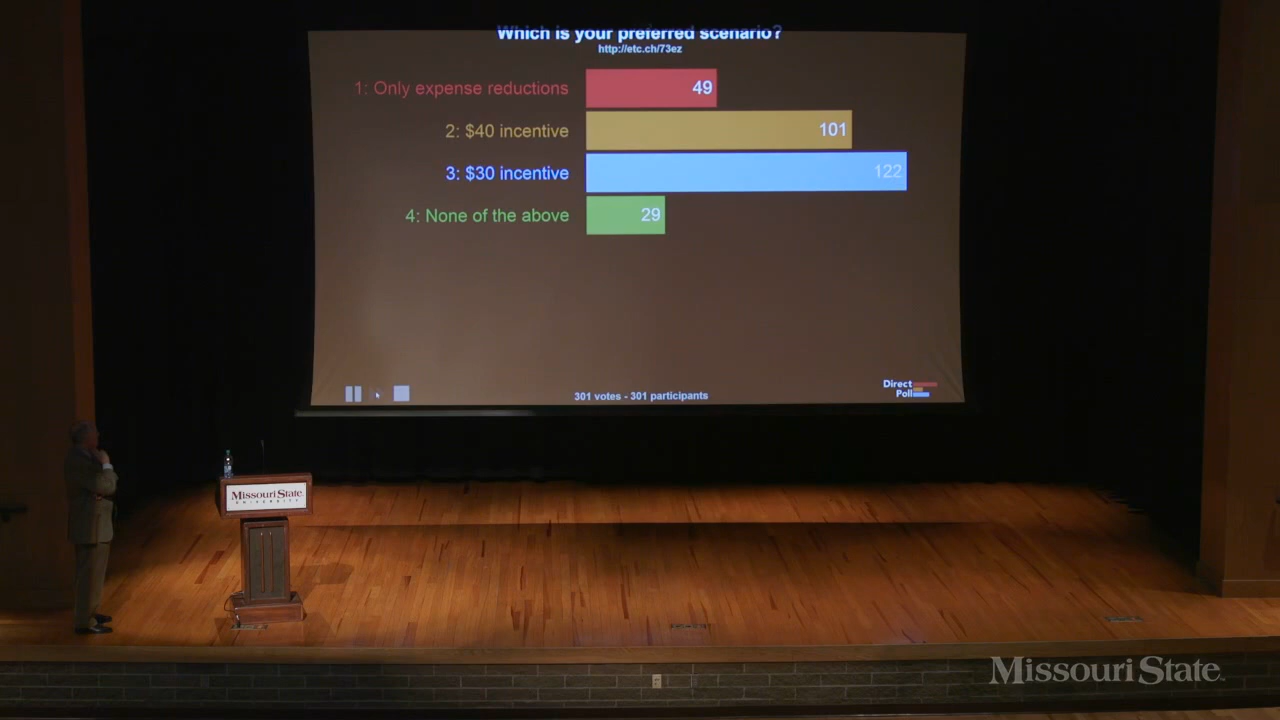 Which is your preferred scenario?
http://etc.ch/73ez
1: Only expense reductions 49
2: $40 incentive 101
3: $30 incentive 122
4: None of the above 29
301 votes - 301 participants
Direct
Poll
Missouri State
UNIVERSITY
Missouri State